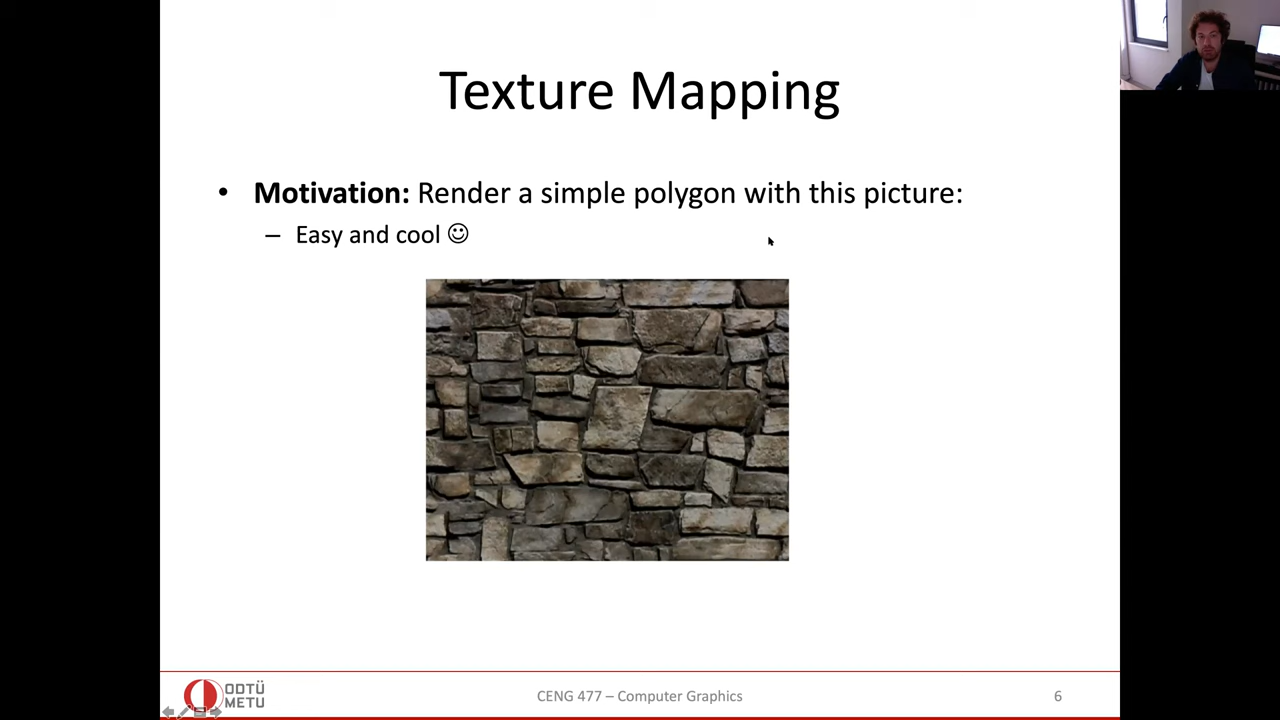 Texture Mapping
• Motivation: Render a simple polygon with this picture:
– Easy and cool ☺
ODTÜ
METU
CENG 477 – Computer Graphics
6